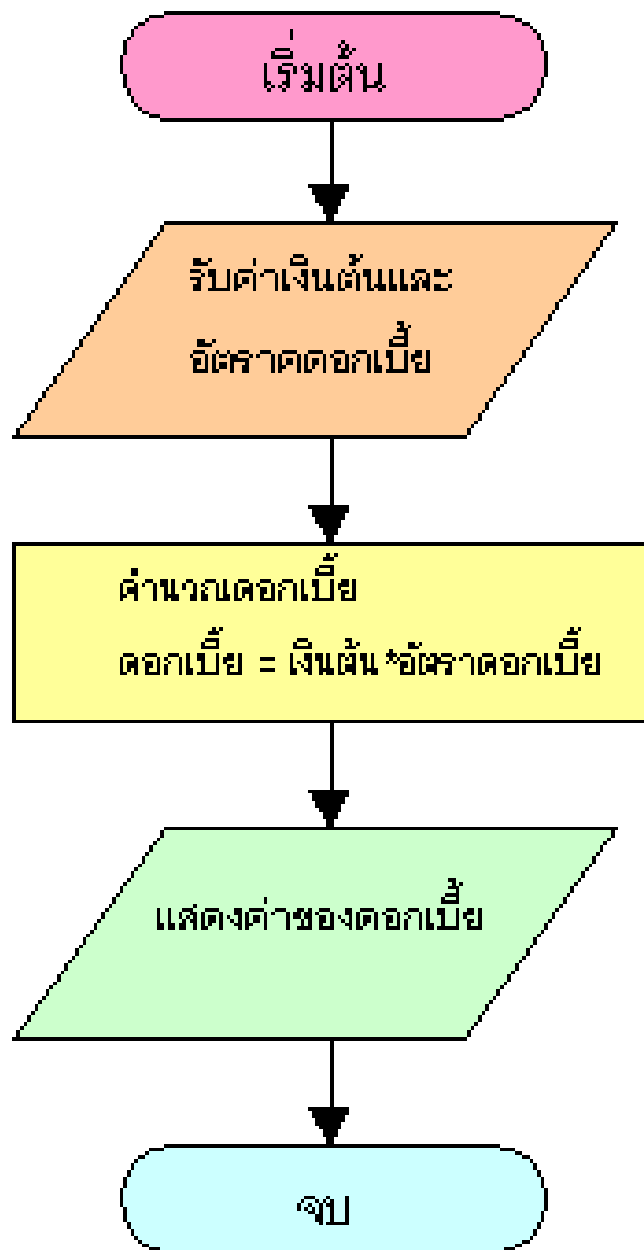 เริ่มต้น
รับค่าเงินต้นและ
อัตราคดอกเบี้ย
คำนวณดอกเบี้ย
ดอกเบี้ย = เงินต้น *อัตราดอกเบี้ย
แสดงค่าของดอกเบี้ย
จบ